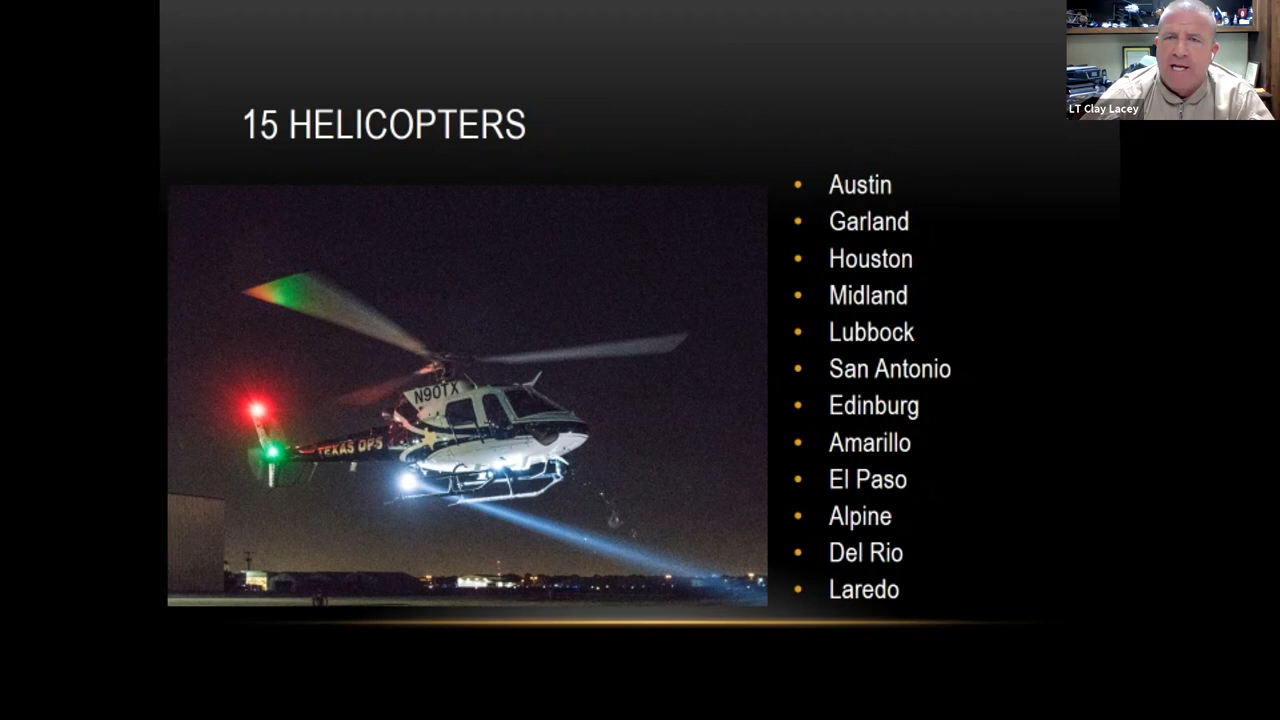 LT Clay Lacey
15 HELICOPTERS
N90TX
TEXAS DPS
• Austin
• Garland
• Houston
• Midland
• Lubbock
• San Antonio
• Edinburg
• Amarillo
• El Paso
• Alpine
• Del Rio
• Laredo